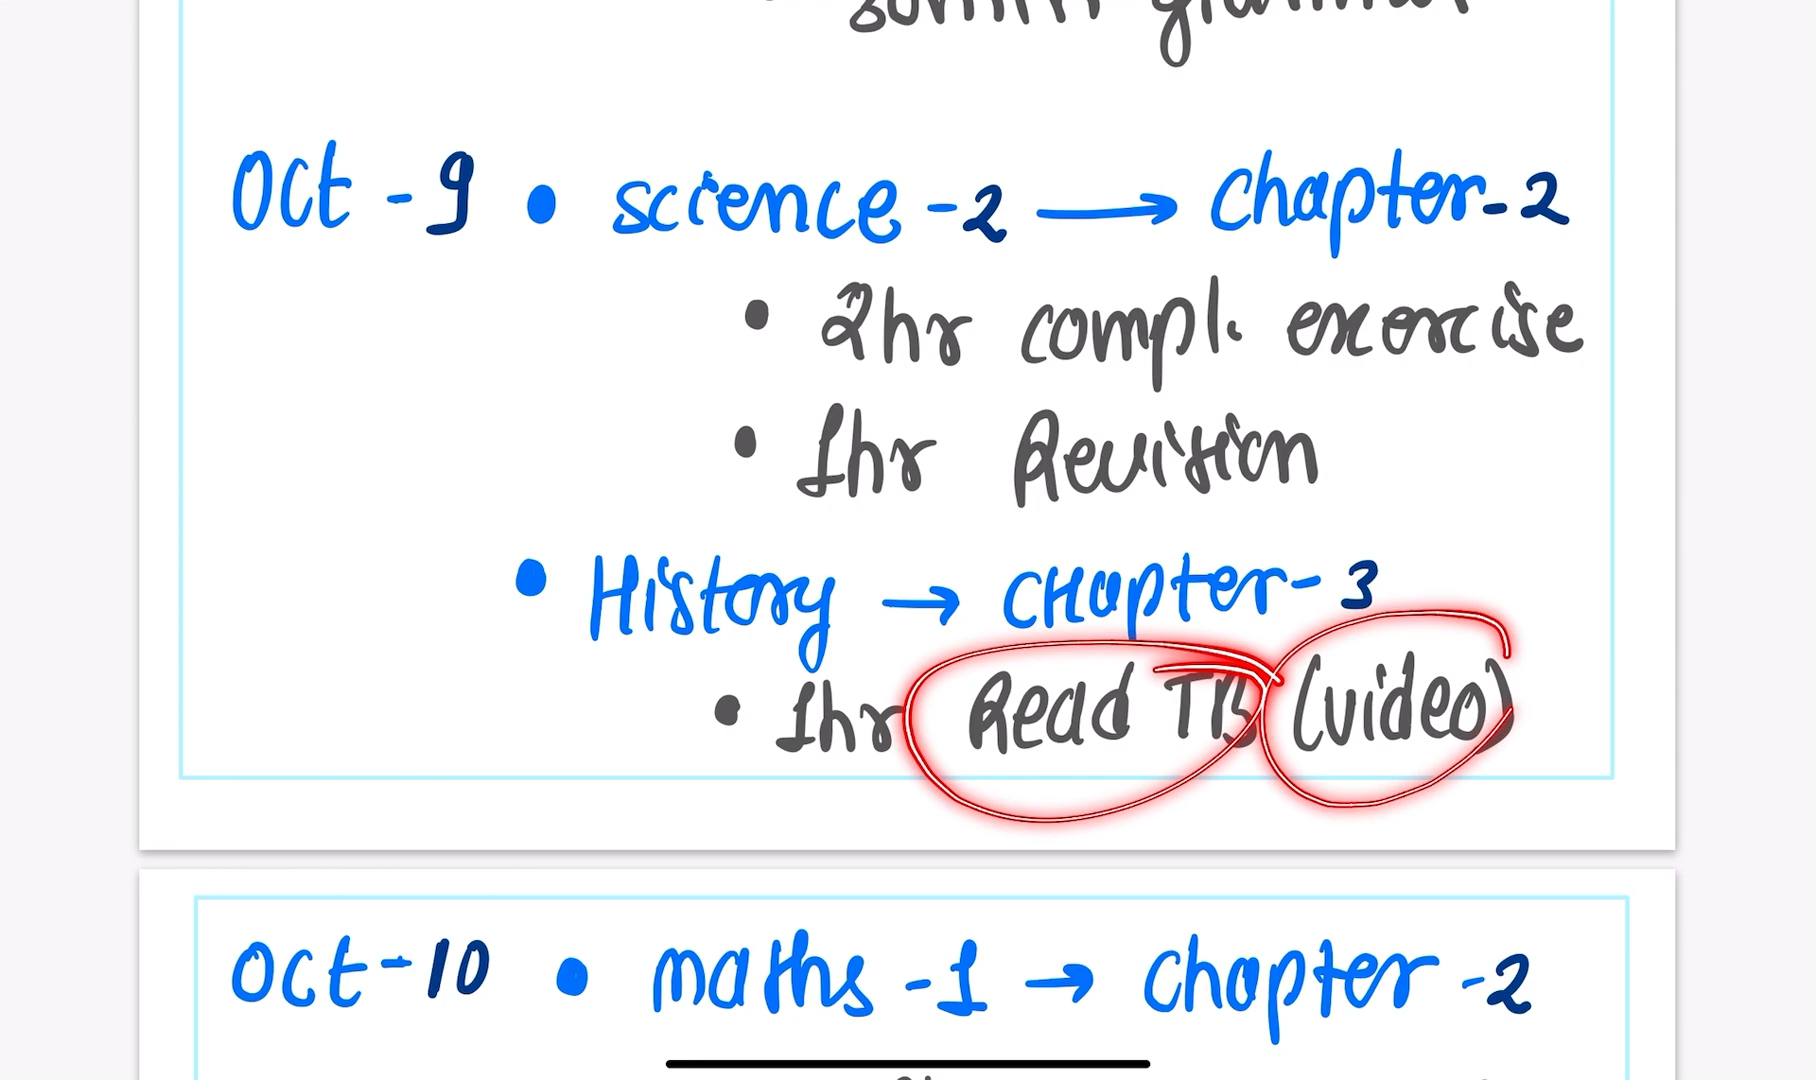 grammar
Oct - 9 • science - 2 → chapter - 2
• 2hr compl. exercise
• 1hr Revision
• History → CHapter - 3
• 1hr Read TB (video)
Oct - 10 • maths - 1 → chapter - 2